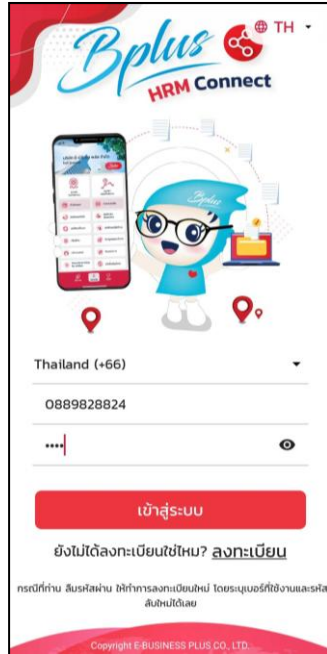 Bplus
TH
HRM Connect
Bplus
Thailand (+66)
0889828824
••••
เข้าสู่ระบบ
ยังไม่ได้ลงทะเบียนใช่ไหม? ลงทะเบียน
กรณีที่ท่าน ลืมรหัสผ่าน ให้ทำการลงทะเบียนใหม่ โดยระบุเบอร์ที่ใช้งานและรหัส
ลับใหม่ได้เลย
Copyright E-BUSINESS PLUS CO., LTD.